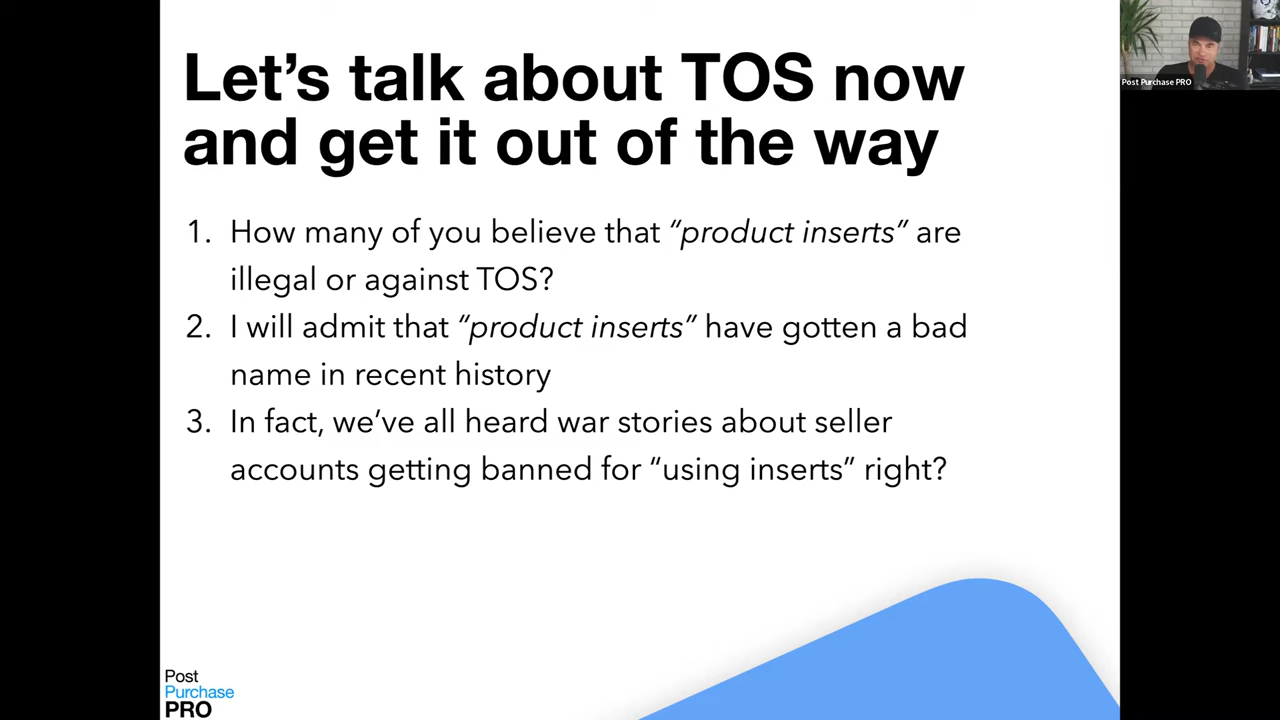 Let’s talk about TOS now
and get it out of the way
1. How many of you believe that “product inserts” are
illegal or against TOS?
2. I will admit that “product inserts” have gotten a bad
name in recent history
3. In fact, we’ve all heard war stories about seller
accounts getting banned for “using inserts” right?
Post
Purchase
PRO
Post Purchase PRO